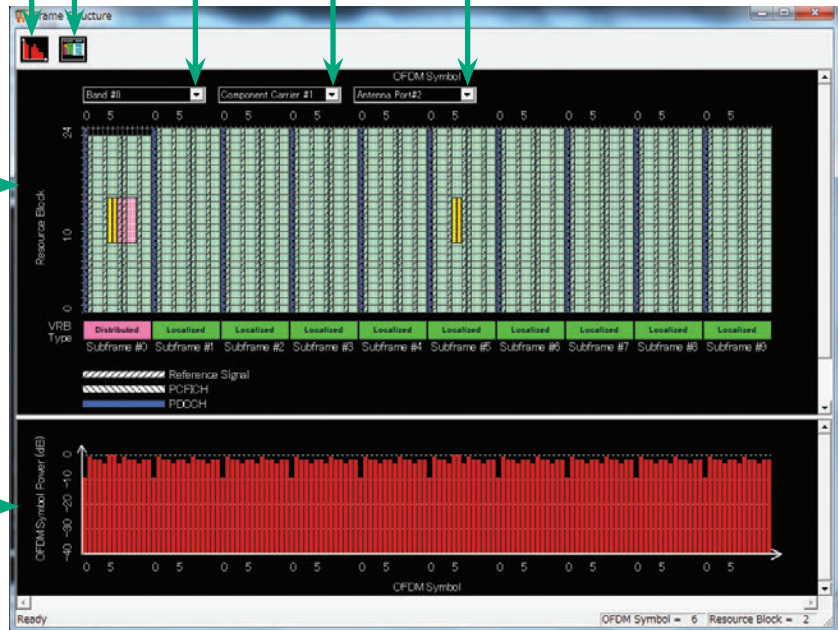 Frame Structure
OFDM Symbol
Band #0 Component Carrier #1 Antenna Port#2
0 5 0 5 0 5 0 5 0 5 0 5 0 5 0 5 0 5 0 5
24
Resource Block
10
0
VRB Type
Distributed Localized Localized Localized Localized Localized Localized Localized Localized Localized
Subframe #0 Subframe #1 Subframe #2 Subframe #3 Subframe #4 Subframe #5 Subframe #6 Subframe #7 Subframe #8 Subframe #9
Reference Signal
PCFICH
PDCCH
OFDM Symbol Power (dB)
0
-10
-20
-30
-40
0 5 0 5 0 5 0 5 0 5 0 5 0 5 0 5 0 5 0 5
OFDM Symbol
Ready OFDM Symbol = 6 Resource Block = 2